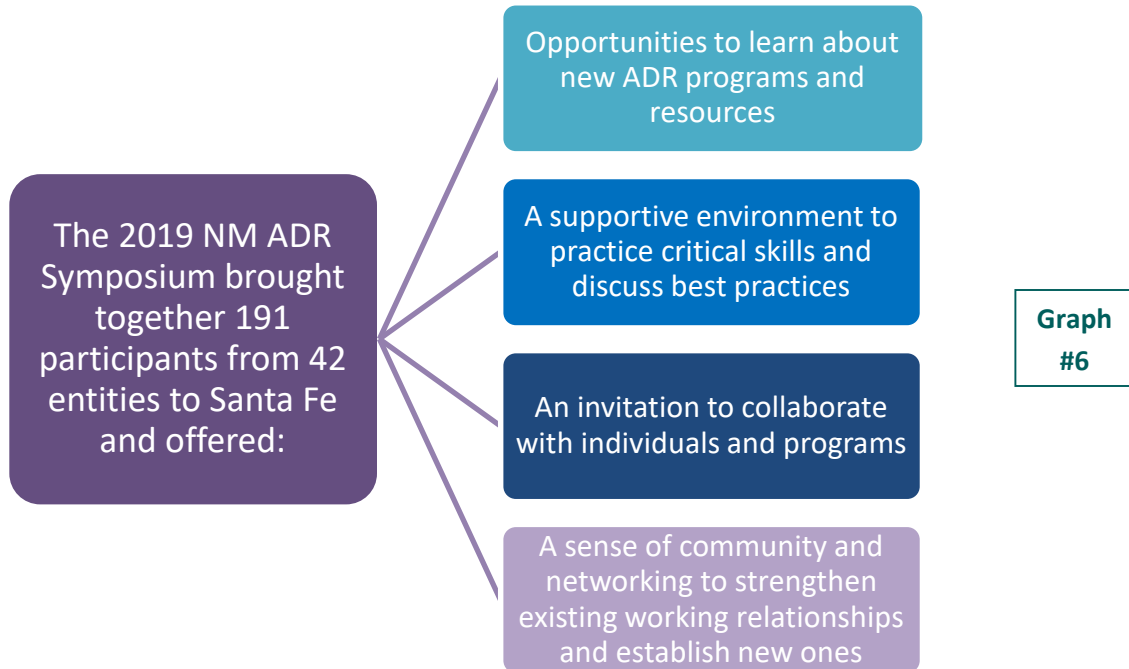 The 2019 NM ADR
Symposium brought
together 191
participants from 42
entities to Santa Fe
and offered:
Opportunities to learn about
new ADR programs and
resources
A supportive environment to
practice critical skills and
discuss best practices
An invitation to collaborate
with individuals and programs
A sense of community and
networking to strengthen
existing working relationships
and establish new ones
Graph
#6